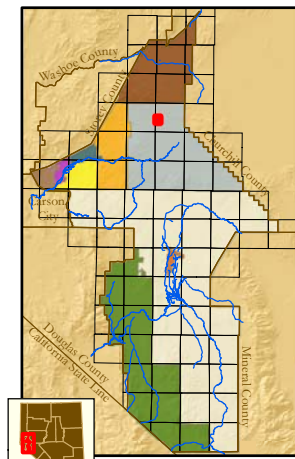 Washoe County
Storey County
Churchill County
Carson
City
Douglas County
California State Line
Mineral County